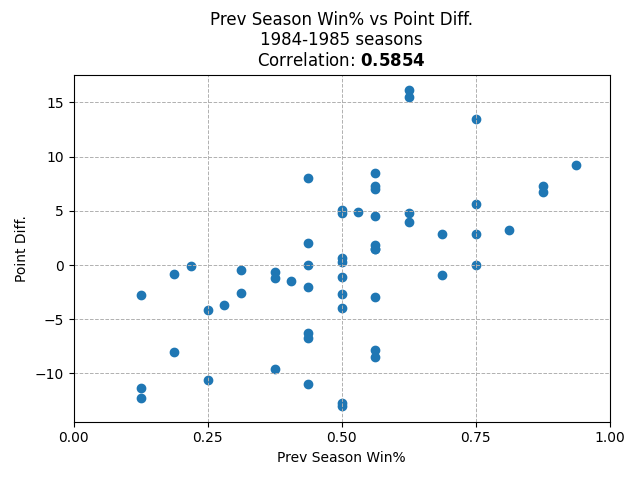 Prev Season Win% vs Point Diff.
1984-1985 seasons
Correlation: 0.5854
15
10
5
0
−5
−10
Point Diff.
0.00 0.25 0.50 0.75 1.00
Prev Season Win%